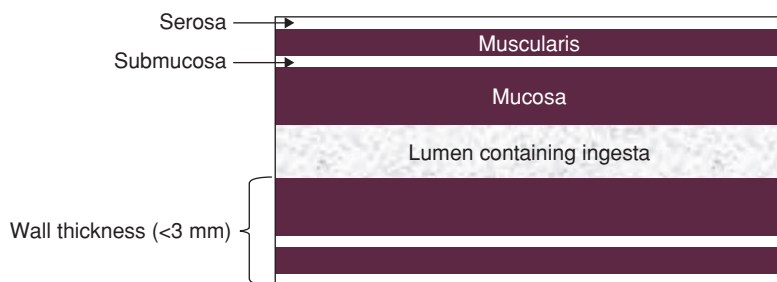 Serosa
Muscularis
Submucosa
Mucosa
Lumen containing ingesta
Wall thickness (<3 mm)